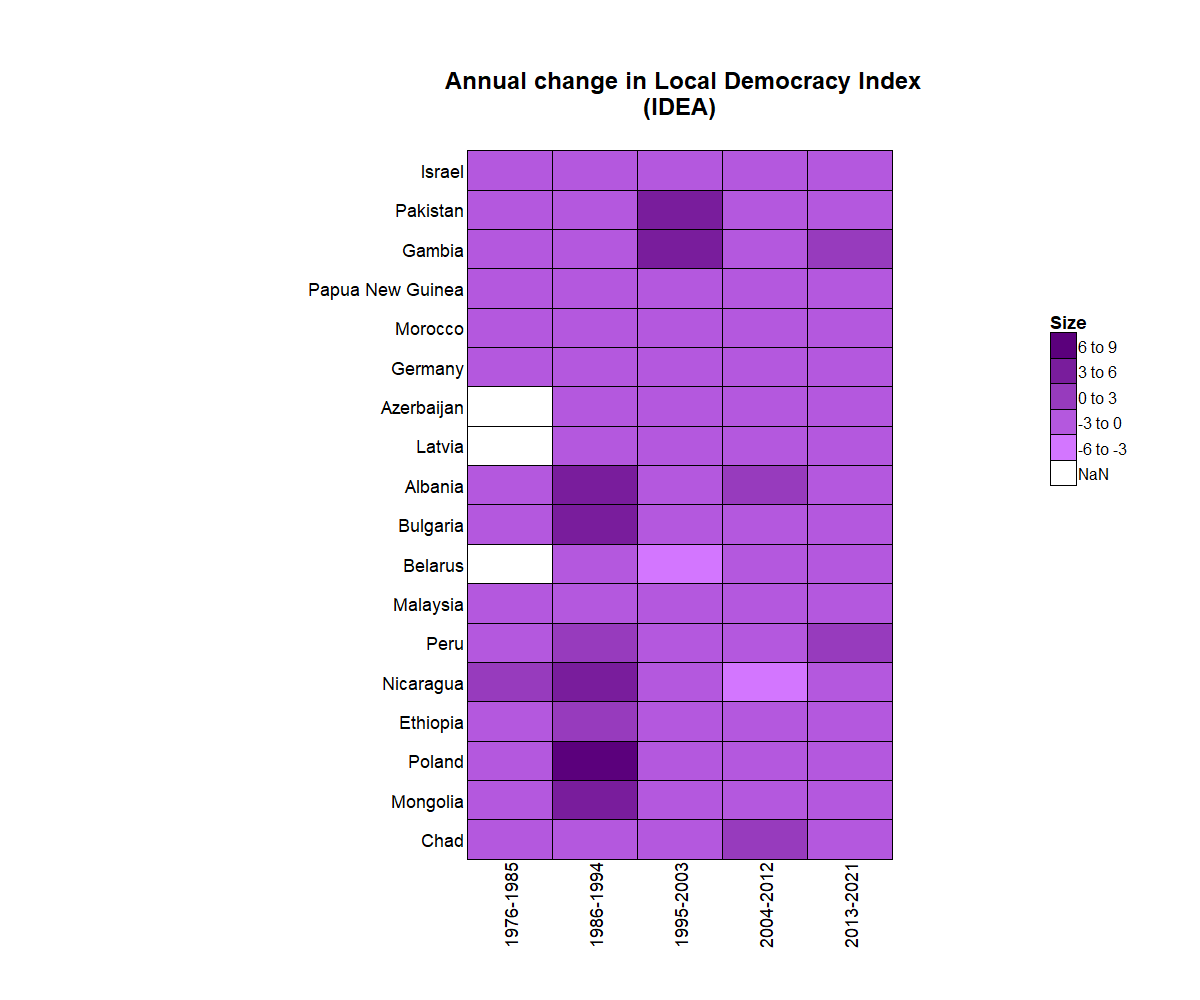 Annual change in Local Democracy Index
(IDEA)
Israel
Pakistan
Gambia
Papua New Guinea
Morocco
Germany
Azerbaijan
Latvia
Albania
Bulgaria
Belarus
Malaysia
Peru
Nicaragua
Ethiopia
Poland
Mongolia
Chad
1976-1985
1986-1994
1995-2003
2004-2012
2013-2021
Size
6 to 9
3 to 6
0 to 3
-3 to 0
-6 to -3
NaN